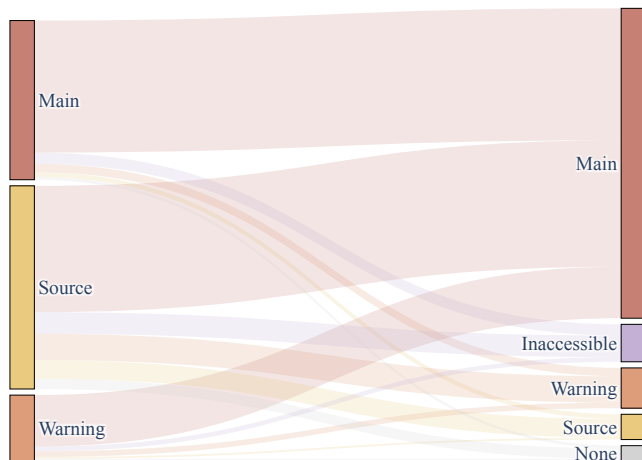 Main
Source
Warning
Main
Inaccessible
Warning
Source
None